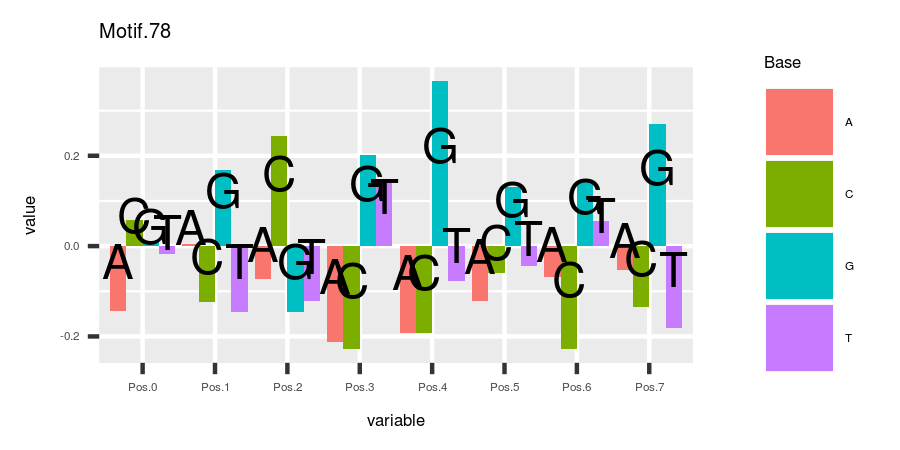 Motif.78
Base
A
C
G
T
value
0.2
0.0
-0.2
A C G T A C G T A C G T A C G T A C G T A C G T A C G T A C G T
Pos.0 Pos.1 Pos.2 Pos.3 Pos.4 Pos.5 Pos.6 Pos.7
variable